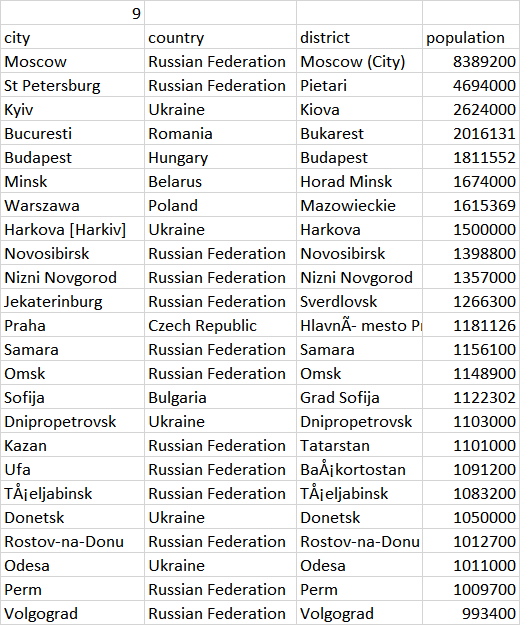 9
city country district population
Moscow Russian Federation Moscow (City) 8389200
St Petersburg Russian Federation Pietari 4694000
Kyiv Ukraine Kiova 2624000
Bucuresti Romania Bukarest 2016131
Budapest Hungary Budapest 1811552
Minsk Belarus Horad Minsk 1674000
Warszawa Poland Mazowieckie 1615369
Harkova [Harkiv] Ukraine Harkova 1500000
Novosibirsk Russian Federation Novosibirsk 1398800
Nizni Novgorod Russian Federation Nizni Novgorod 1357000
Jekaterinburg Russian Federation Sverdlovsk 1266300
Praha Czech Republic HlavnÃ- mesto Pr 1181126
Samara Russian Federation Samara 1156100
Omsk Russian Federation Omsk 1148900
Sofija Bulgaria Grad Sofija 1122302
Dnipropetrovsk Ukraine Dnipropetrovsk 1103000
Kazan Russian Federation Tatarstan 1101000
Ufa Russian Federation BaÅ¡kortostan 1091200
TÅ¡eljabinsk Russian Federation TÅ¡eljabinsk 1083200
Donetsk Ukraine Donetsk 1050000
Rostov-na-Donu Russian Federation Rostov-na-Donu 1012700
Odesa Ukraine Odesa 1011000
Perm Russian Federation Perm 1009700
Volgograd Russian Federation Volgograd 993400